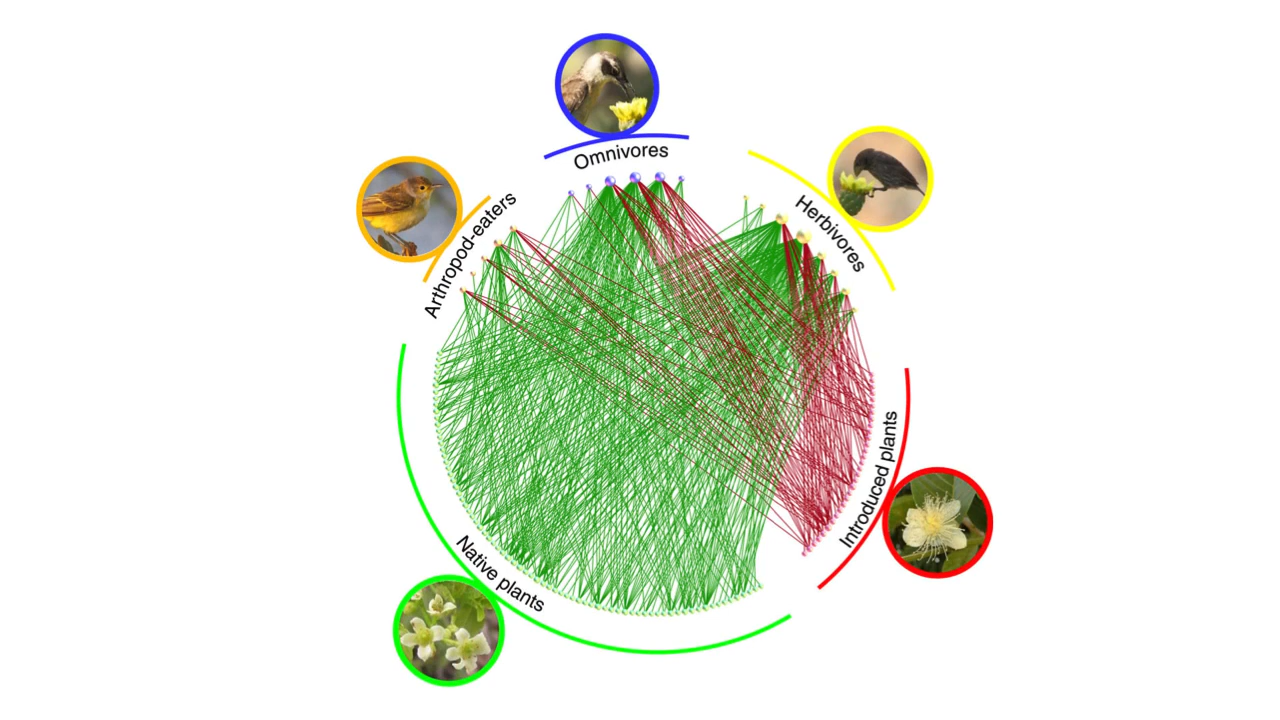 Omnivores
Herbivores
Arthropod-eaters
Introduced plants
Native plants